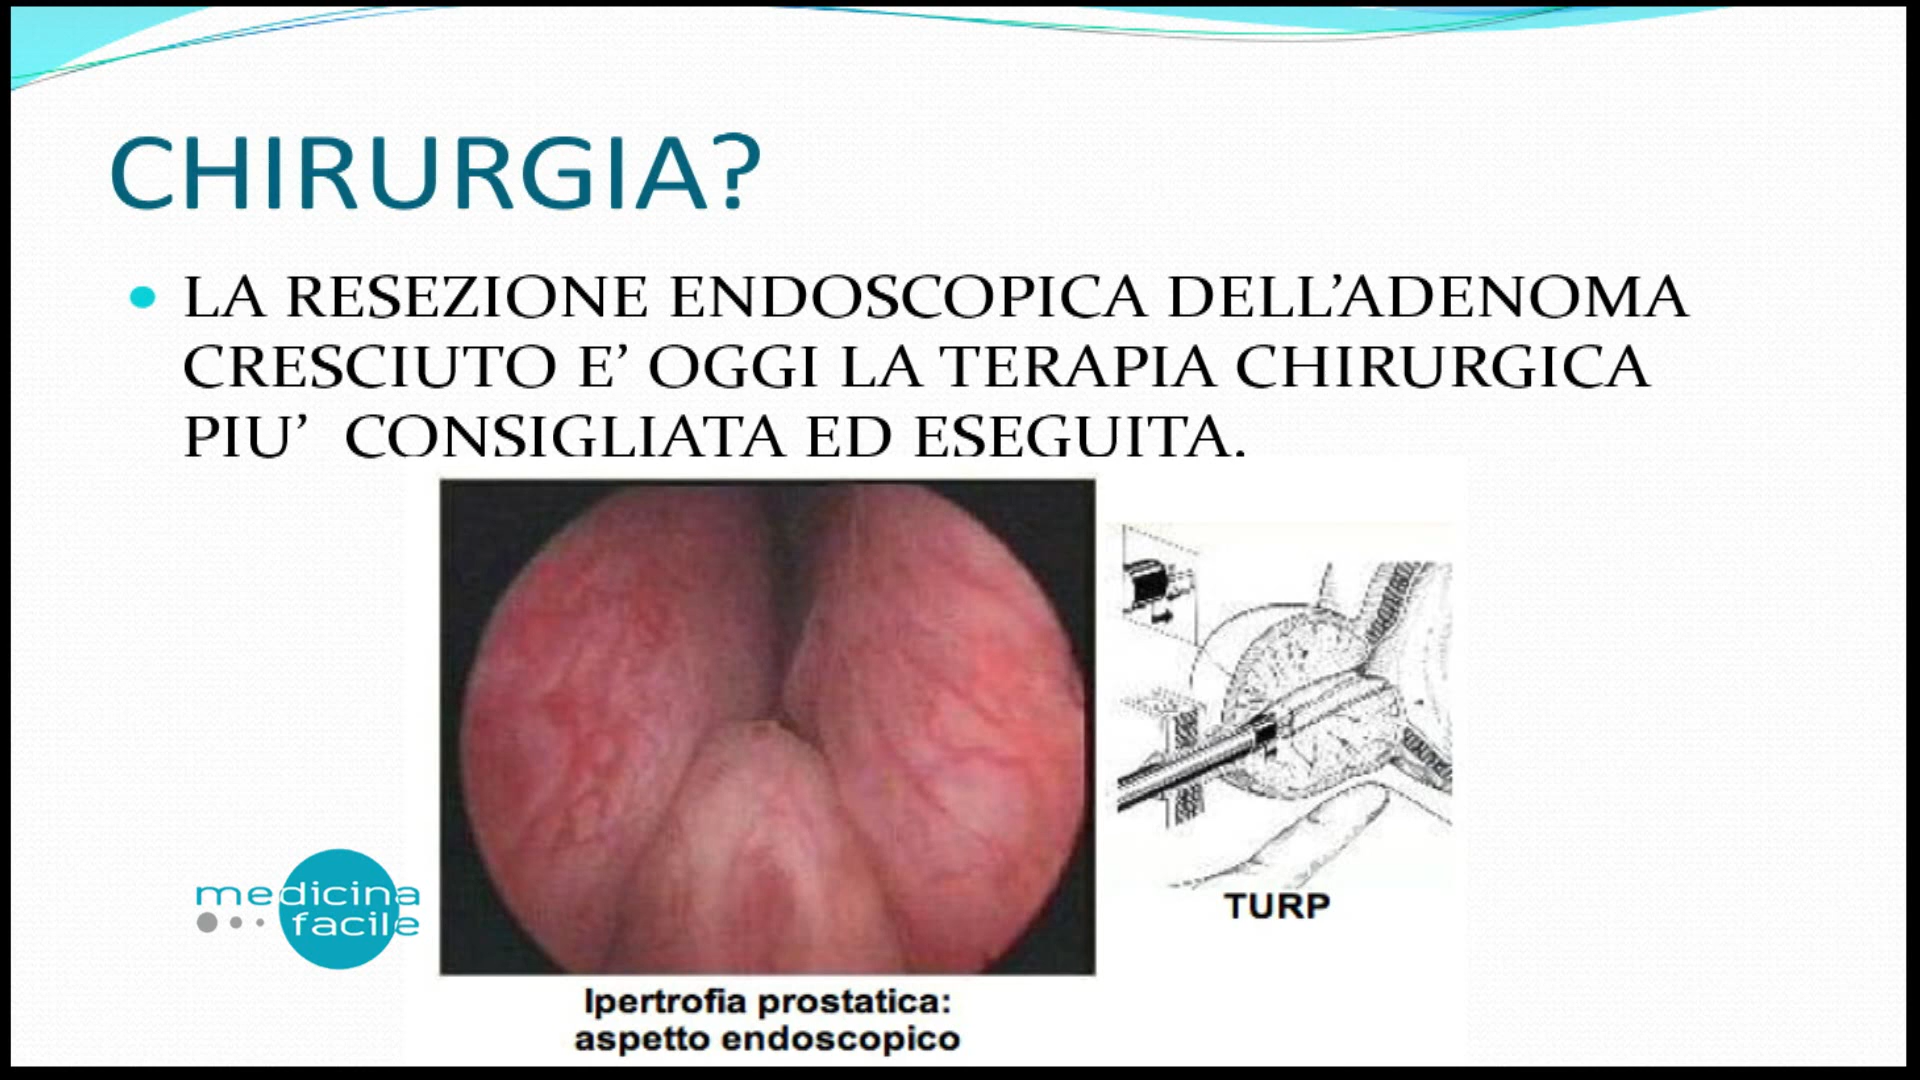 CHIRURGIA?
• LA RESEZIONE ENDOSCOPICA DELL’ADENOMA
CRESCIUTO E’ OGGI LA TERAPIA CHIRURGICA
PIU’ CONSIGLIATA ED ESEGUITA.
TURP
medicina
facile
Ipertrofia prostatica:
aspetto endoscopico